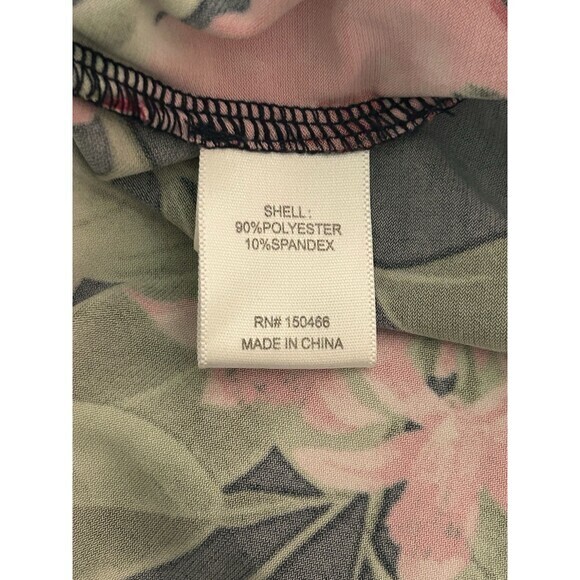 SHELL:
90%POLYESTER
10%SPANDEX
RN# 150466
MADE IN CHINA